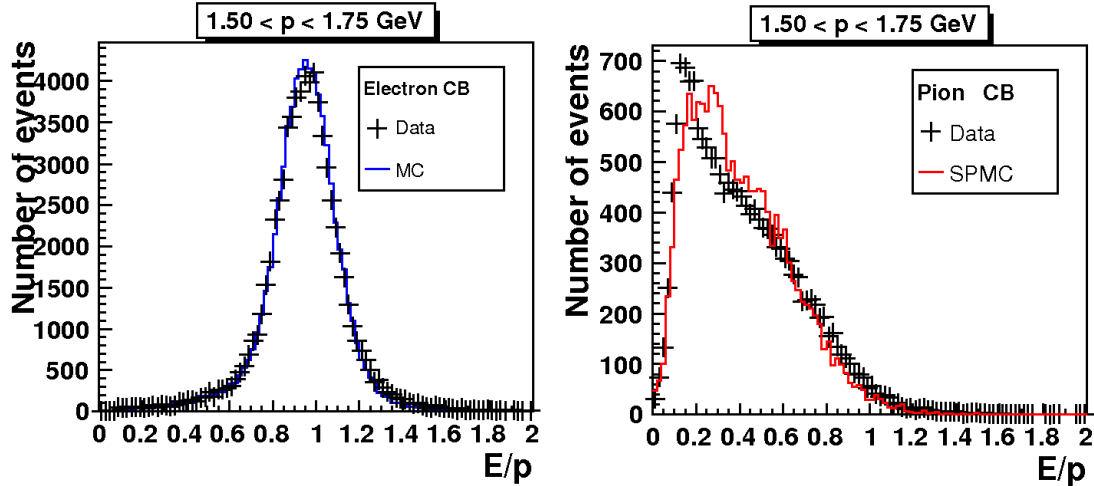 1.50 < p < 1.75 GeV
Number of events
4000
3500
3000
2500
2000
1500
1000
500
0
Electron CB
Data
MC
0 0.2 0.4 0.6 0.8 1 1.2 1.4 1.6 1.8 2
E/p
1.50 < p < 1.75 GeV
Number of events
700
600
500
400
300
200
100
0
Pion CB
Data
SPMC
0 0.2 0.4 0.6 0.8 1 1.2 1.4 1.6 1.8 2
E/p